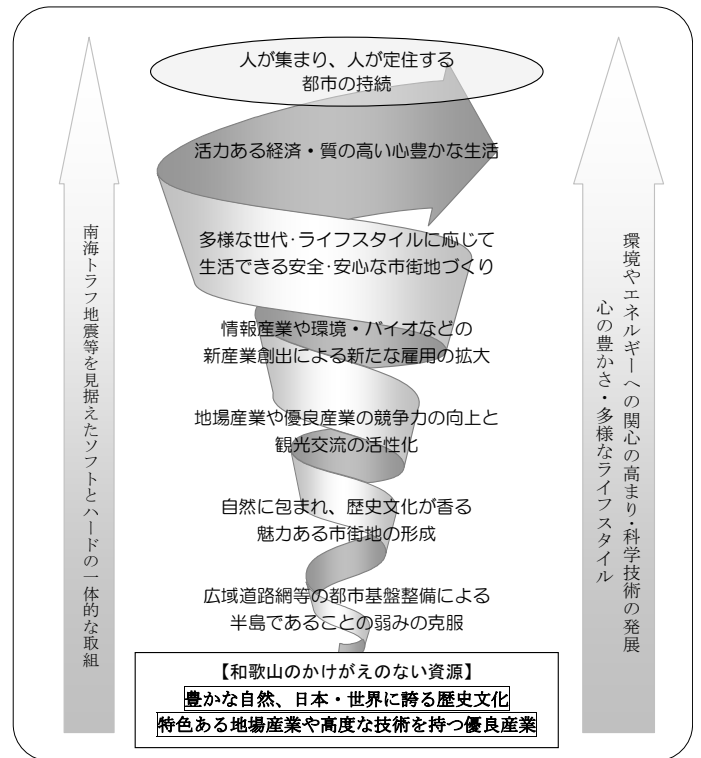 人が集まり、人が定住する
都市の持続
活力ある経済・質の高い心豊かな生活
多様な世代・ライフスタイルに応じて
生活できる安全・安心な市街地づくり
情報産業や環境・バイオなどの
新産業創出による新たな雇用の拡大
地場産業や優良産業の競争力の向上と
観光交流の活性化
自然に包まれ、歴史文化が香る
魅力ある市街地の形成
広域道路網等の都市基盤整備による
半島であることの弱みの克服
【和歌山のかけがえのない資源】
豊かな自然、日本・世界に誇る歴史文化
特色ある地場産業や高度な技術を持つ優良産業
南海トラフ地震等を見据えたソフトとハードの一体的な取組
環境やエネルギーへの関心の高まり・科学技術の発展
心の豊かさ・多様なライフスタイル